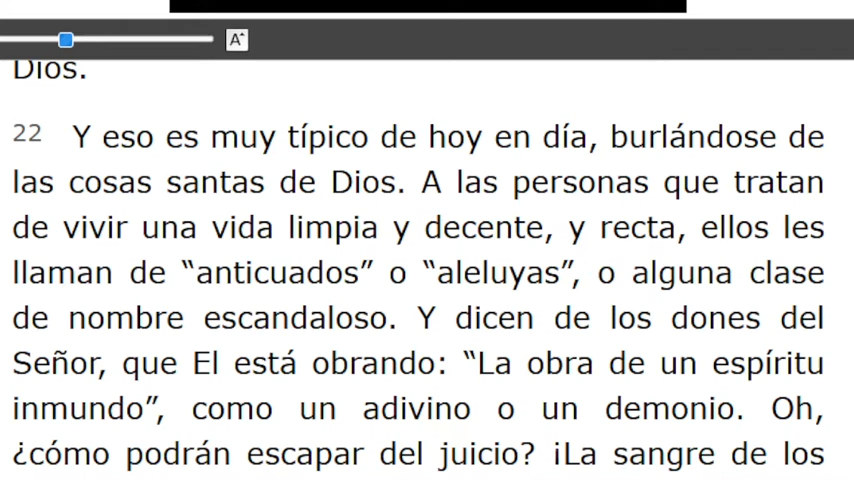 A
Dios.
22 Y eso es muy típico de hoy en día, burlándose de
las cosas santas de Dios. A las personas que tratan
de vivir una vida limpia y decente, y recta, ellos les
llaman de “anticuados” o “aleluyas”, o alguna clase
de nombre escandaloso. Y dicen de los dones del
Señor, que El está obrando: “La obra de un espíritu
inmundo”, como un adivino o un demonio. Oh,
¿cómo podrán escapar del juicio? ¡La sangre de los